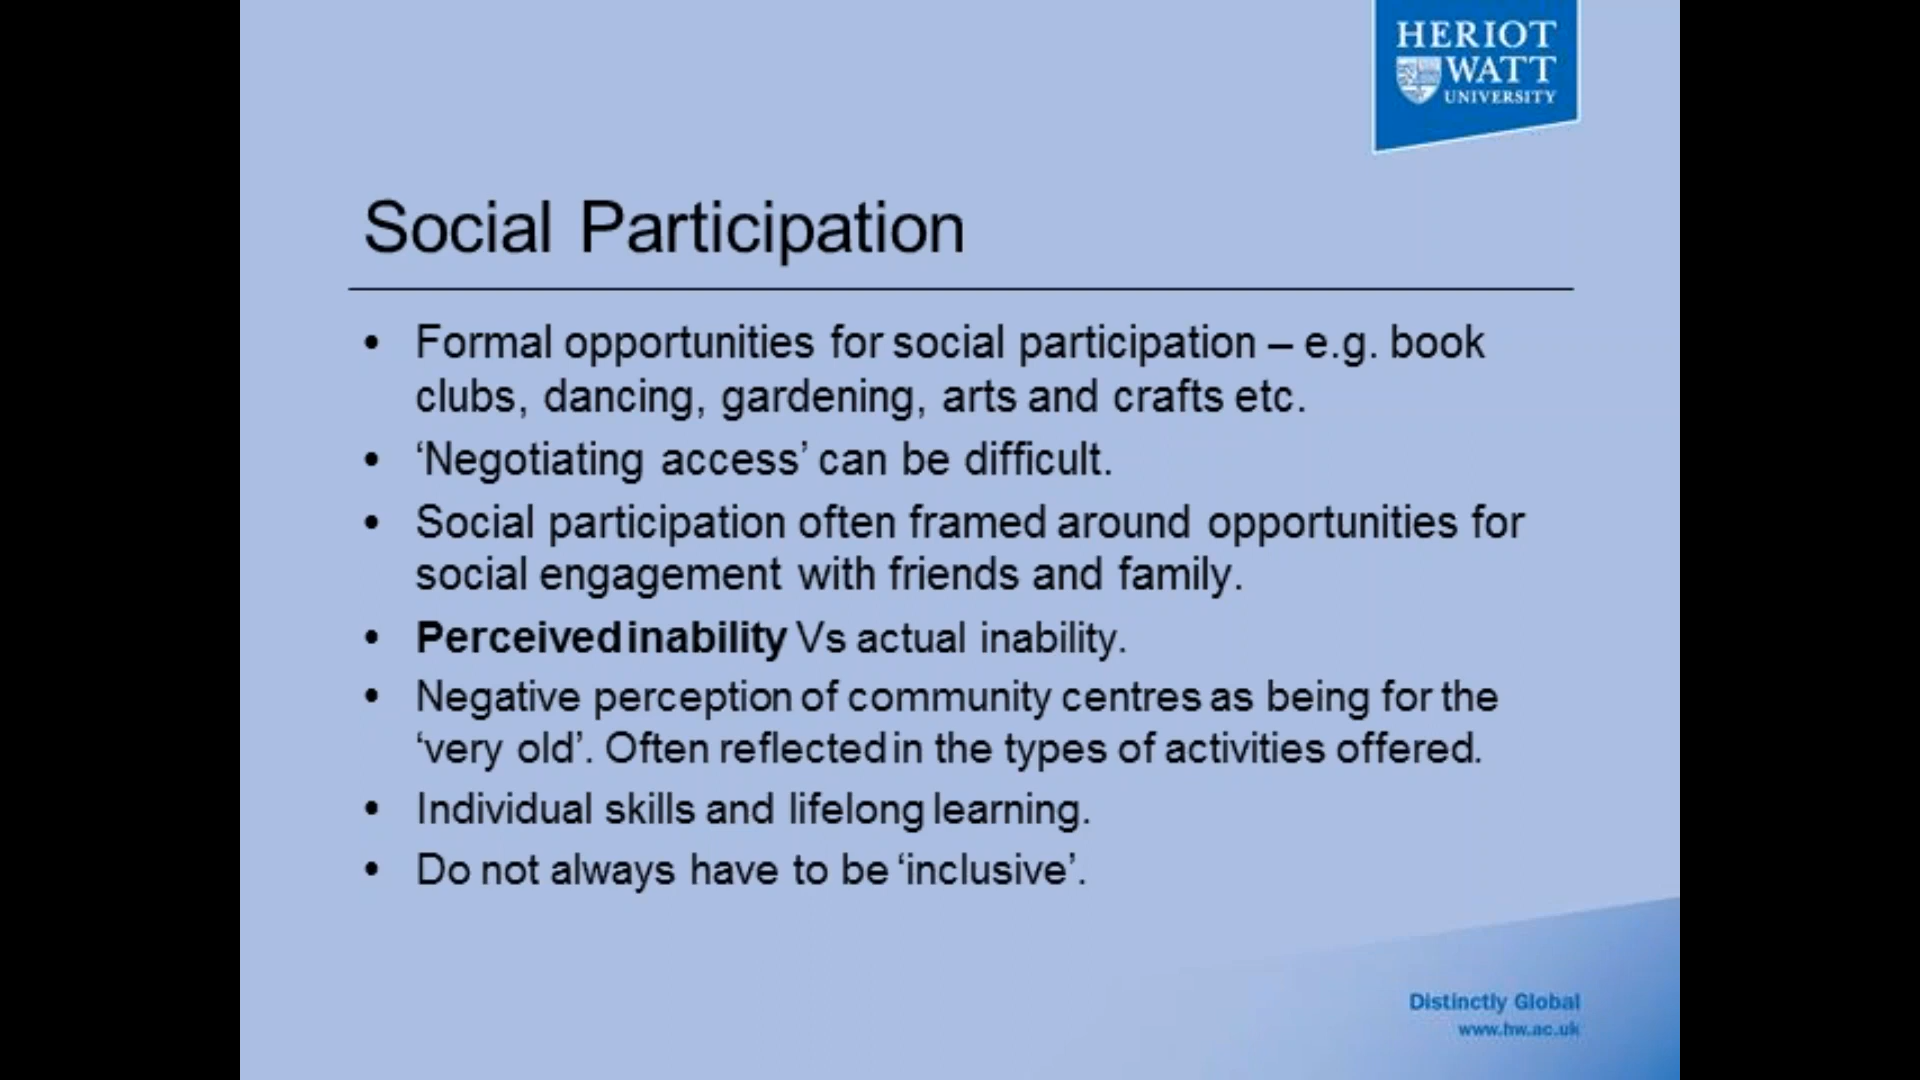 HERIOT
WATT
UNIVERSITY
Social Participation
• Formal opportunities for social participation – e.g. book
clubs, dancing, gardening, arts and crafts etc.
• ‘Negotiating access’ can be difficult.
• Social participation often framed around opportunities for
social engagement with friends and family.
• Perceived inability Vs actual inability.
• Negative perception of community centres as being for the
‘very old’. Often reflected in the types of activities offered.
• Individual skills and lifelong learning.
• Do not always have to be ‘inclusive’.
Distinctly Global
www.hw.ac.uk